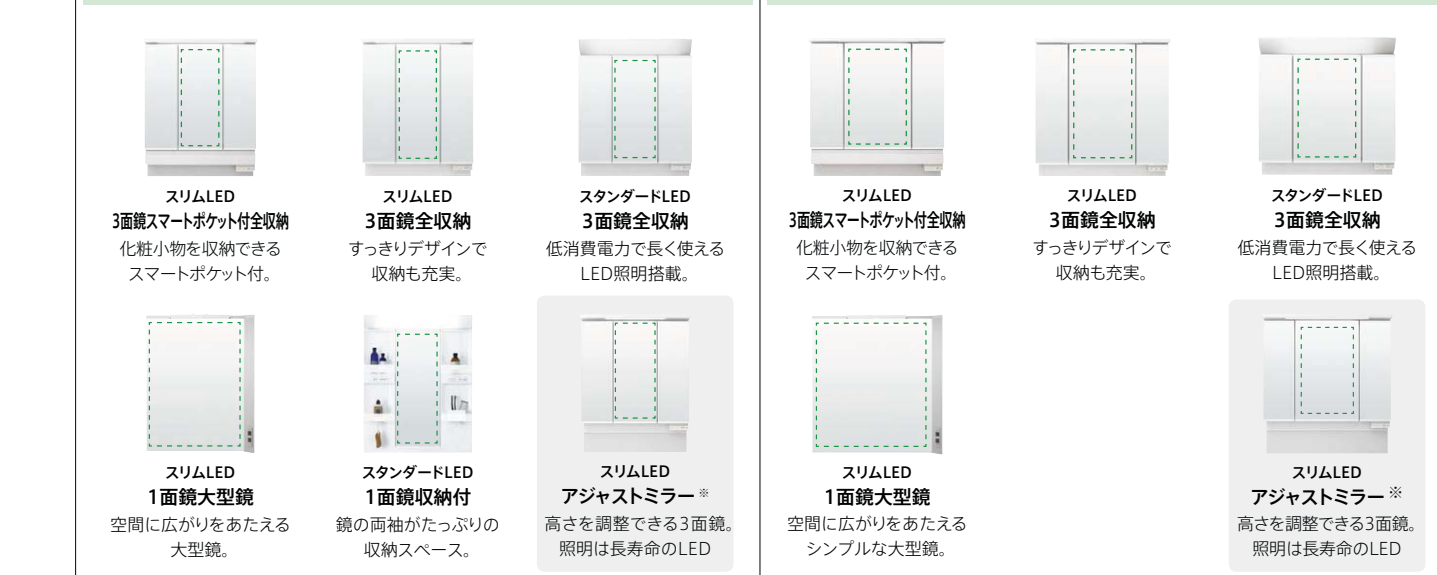 スリムLED
3面鏡スマートポケット付全収納
化粧小物を収納できる
スマートポケット付。
スリムLED
3面鏡全収納
すっきりデザインで
収納も充実。
スタンダードLED
3面鏡全収納
低消費電力で長く使える
LED照明搭載。
スリムLED
1面鏡大型鏡
空間に広がりをあたえる
大型鏡。
スタンダードLED
1面鏡収納付
鏡の両袖がたっぷりの
収納スペース。
スリムLED
アジャストミラー※
高さを調整できる3面鏡。
照明は長寿命のLED
スリムLED
3面鏡スマートポケット付全収納
化粧小物を収納できる
スマートポケット付。
スリムLED
3面鏡全収納
すっきりデザインで
収納も充実。
スタンダードLED
3面鏡全収納
低消費電力で長く使える
LED照明搭載。
スリムLED
1面鏡大型鏡
空間に広がりをあたえる
シンプルな大型鏡。
スリムLED
アジャストミラー※
高さを調整できる3面鏡。
照明は長寿命のLED